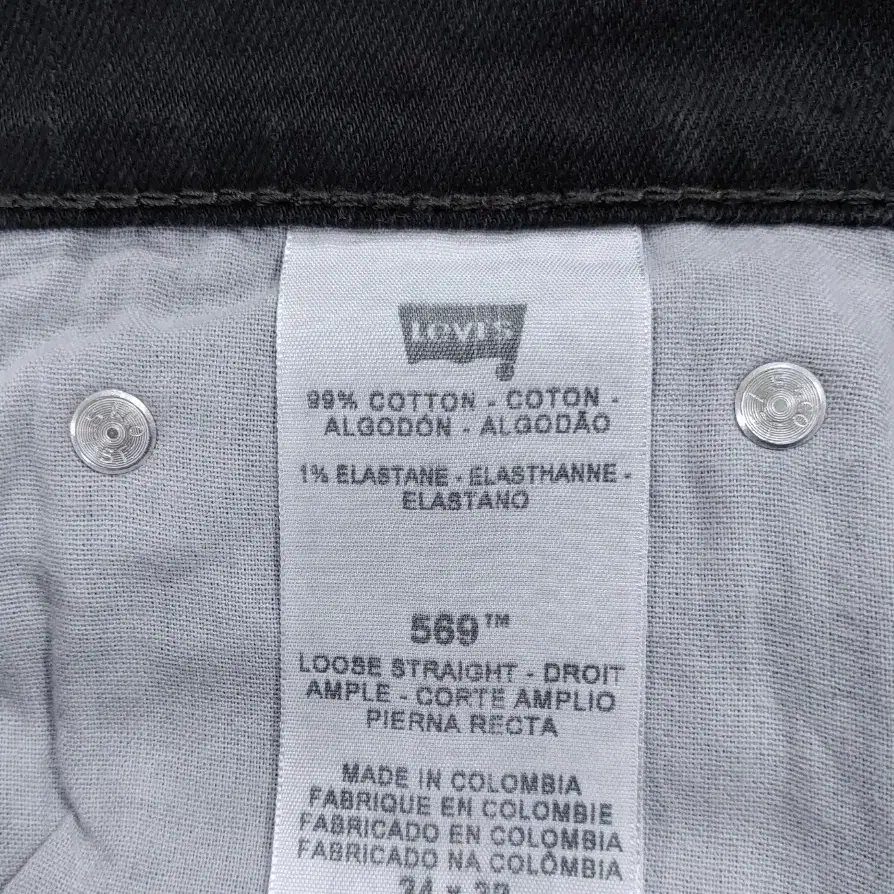 LEVI'S
99% COTTON - COTON -
ALGODÓN - ALGODÃO
1% ELASTANE - ELASTHANNE -
ELASTANO
569™
LOOSE STRAIGHT - DROIT
AMPLE - CORTE AMPLIO
PIERNA RECTA
MADE IN COLOMBIA
FABRIQUE EN COLOMBIE
FABRICADO EN COLOMBIA
FABRICADO NA COLÔMBIA